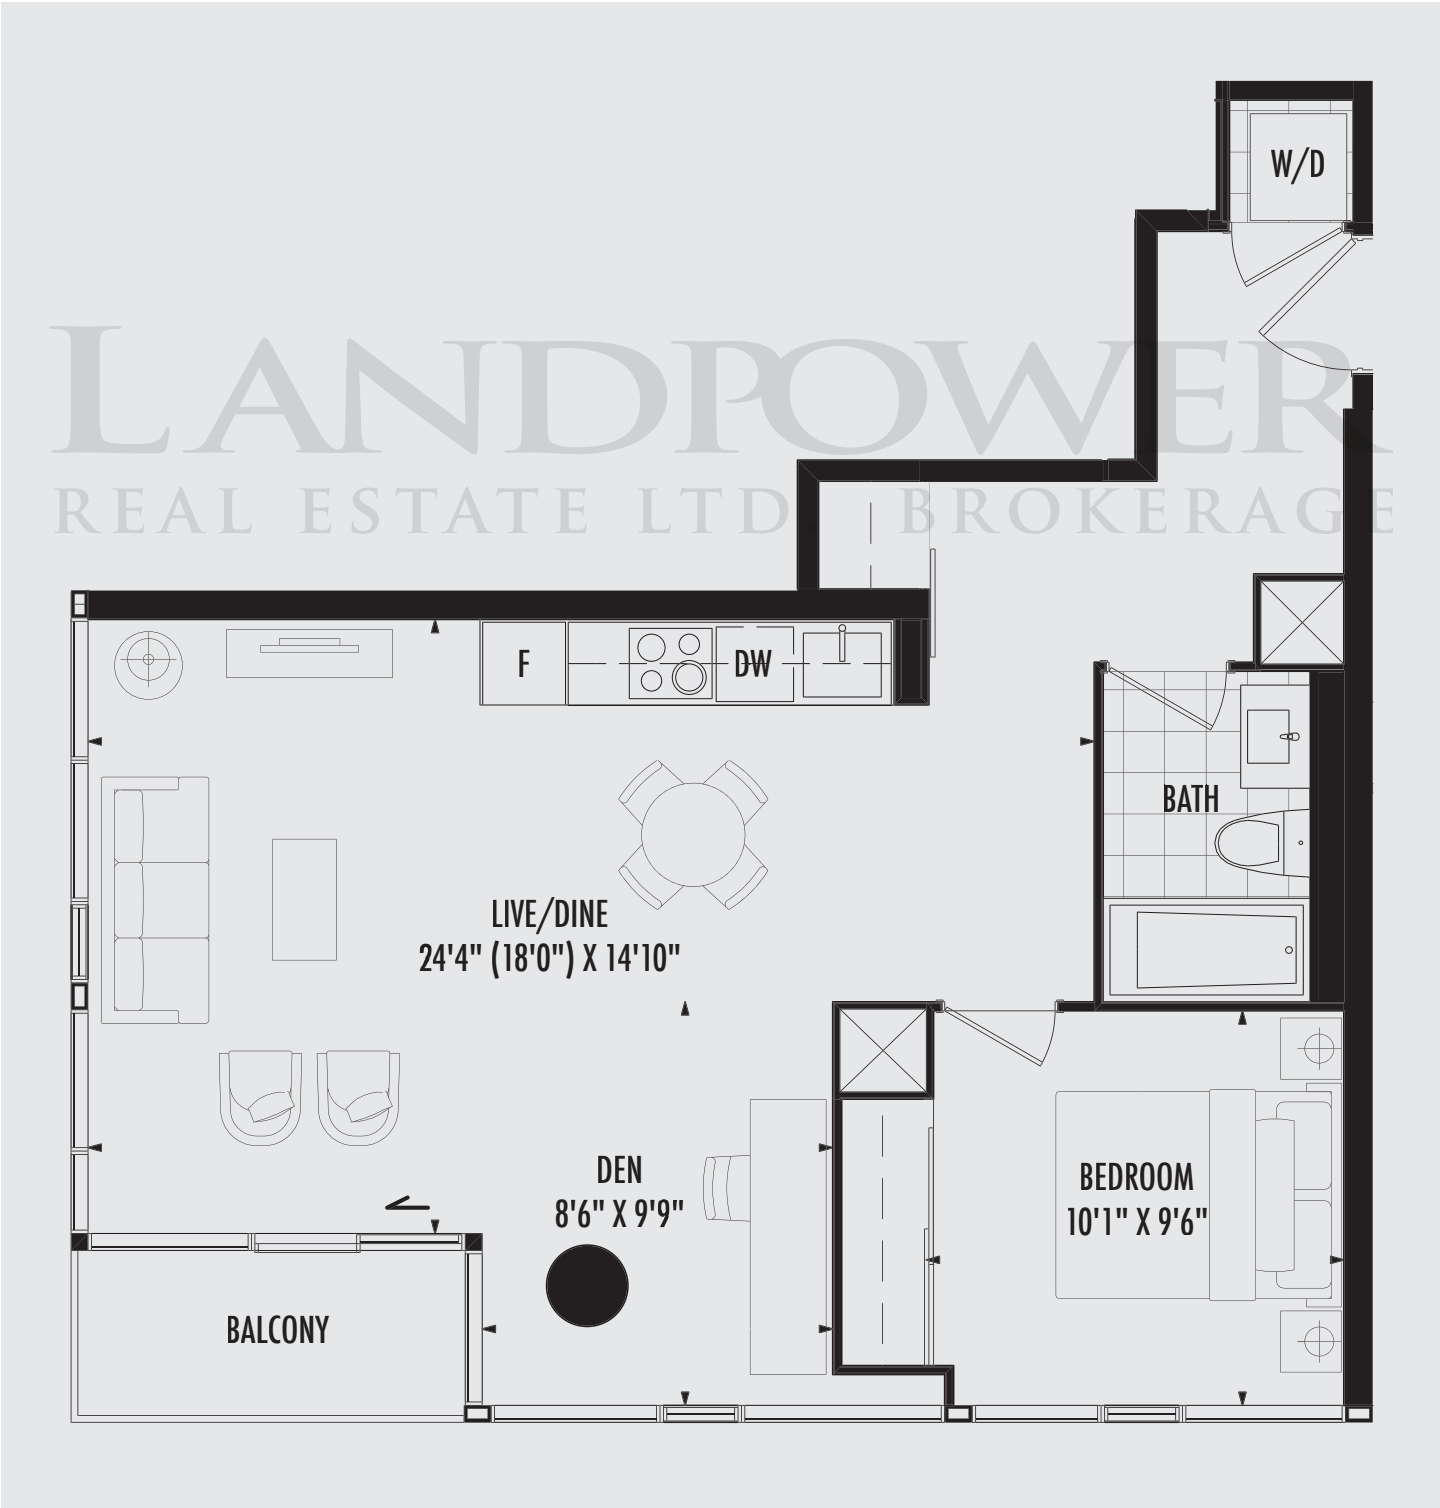 W/D
LANDPOWER
REAL ESTATE LTD. BROKERAGE
F
DW
BATH
LIVE/DINE
24'4" (18'0") X 14'10"
DEN
8'6" X 9'9"
BEDROOM
10'1" X 9'6"
BALCONY